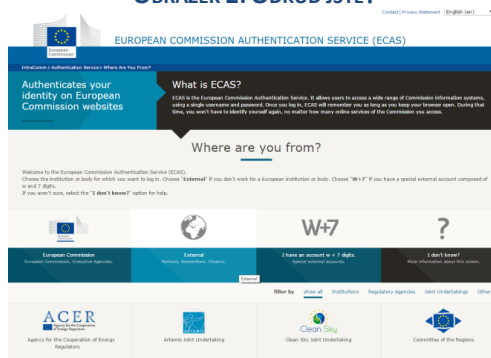 OBRÁZEK 2: ODKUD JSTE?
Contact | Privacy Statement English (en)
European
Commission
EUROPEAN COMMISSION AUTHENTICATION SERVICE (ECAS)
IntraComm > Authentication Service > Where Are You From?
Authenticates your
identity on European
Commission websites
What is ECAS?
ECAS is the European Commission Authentication Service. It allows users to access a wide range of Commission information systems,
using a single username and password. Once you log in, ECAS will remember you as long as you keep your browser open. During that
time, you won't have to identify yourself again, no matter how many online services of the Commission you access.
Where are you from?
Welcome to the European Commission Authentication Service (ECAS).
Choose the institution or body for which you want to log in. Choose "External" if you don't work for a European institution or body. Choose "W+7" if you have a special external account composed of
w and 7 digits.
If you aren't sure, select the "I don't know?" option for help.
W+7
?
European Commission
European Commission, Executive Agencies.
External
Partners, Researchers, Citizens.
I have an account w + 7 digits.
Special external accounts.
I don't know?
More information about this screen.
External
filter by show all Institutions Regulatory Agencies Joint Undertakings Other
ACER
Agency for the Cooperation
of Energy Regulators
ARTEMIS
Clean Sky
Agency for the Cooperation of Energy
Regulators
Artemis Joint Undertaking
Clean Sky Joint Undertaking
Committee of the Regions